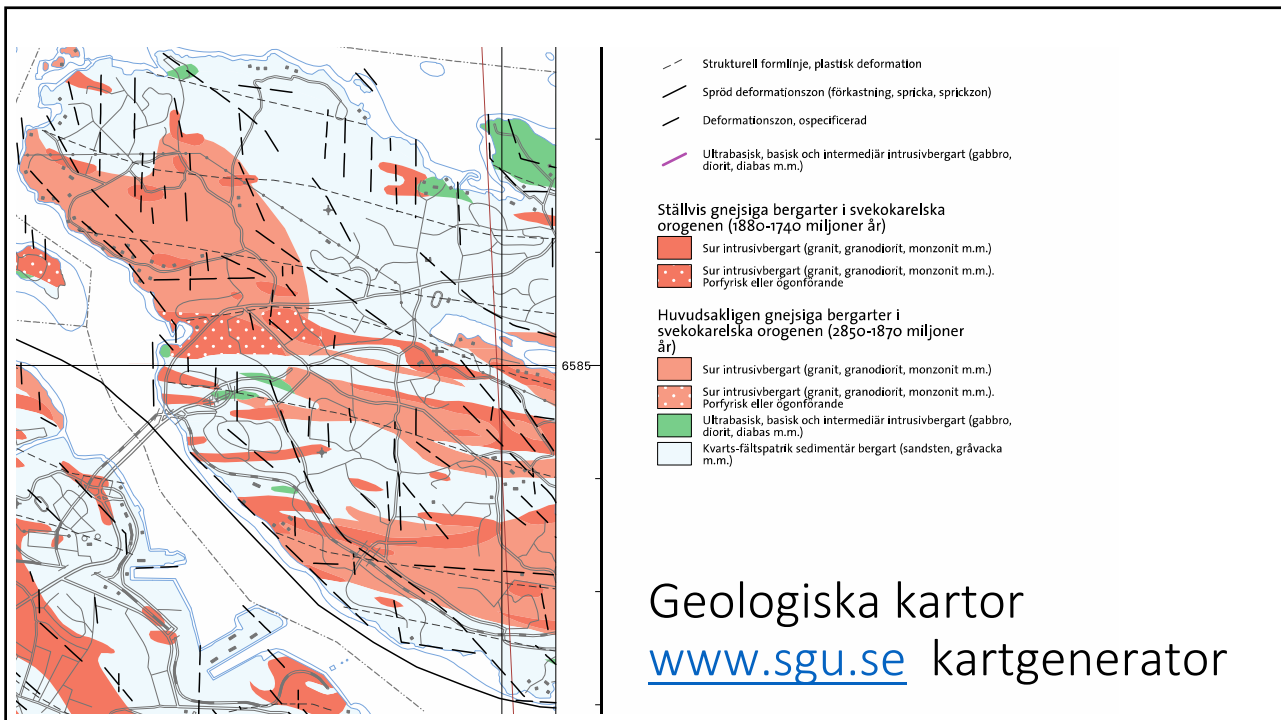 6585
Strukturell formlinje, plastisk deformation
Spröd deformationszon (förkastning, spricka, sprickzon)
Deformationszon, ospecificerad
Ultrabasisk, basisk och intermediär intrusivbergart (gabbro,
diorit, diabas m.m.)
Ställvis gnejsiga bergarter i svekokarelska
orogenen (1880-1740 miljoner år)
Sur intrusivbergart (granit, granodiorit, monzonit m.m.)
Sur intrusivbergart (granit, granodiorit, monzonit m.m.).
Porfyrisk eller ögonförande
Huvudsakligen gnejsiga bergarter i
svekokarelska orogenen (2850-1870 miljoner
år)
Sur intrusivbergart (granit, granodiorit, monzonit m.m.)
Sur intrusivbergart (granit, granodiorit, monzonit m.m.).
Porfyrisk eller ögonförande
Ultrabasisk, basisk och intermediär intrusivbergart (gabbro,
diorit, diabas m.m.)
Kvarts-fältspatrik sedimentär bergart (sandsten, gråvacka
m.m.)
Geologiska kartor
www.sgu.se kartgenerator